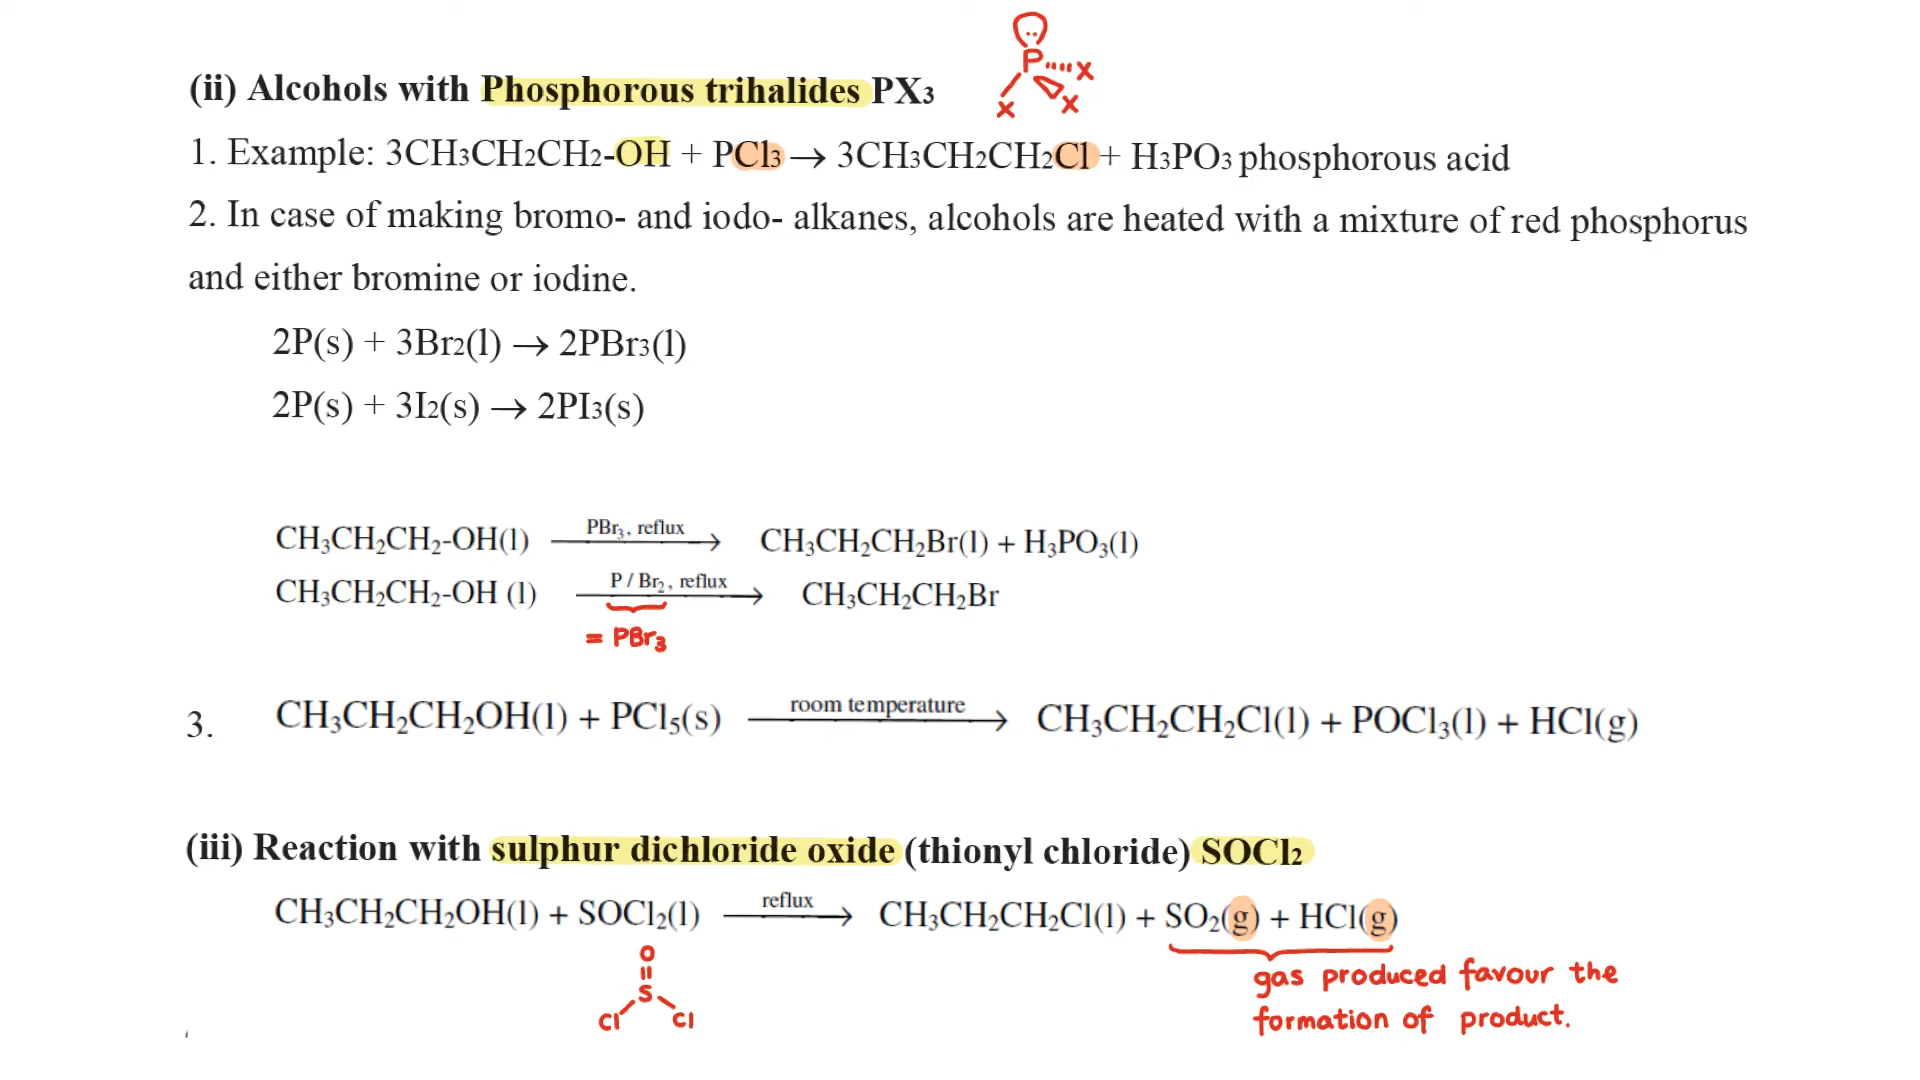 P
X
X
X
(ii) Alcohols with Phosphorous trihalides PX3
1. Example: 3CH3CH2CH2-OH + PCl3 → 3CH3CH2CH2Cl + H3PO3 phosphorous acid
2. In case of making bromo- and iodo- alkanes, alcohols are heated with a mixture of red phosphorus
and either bromine or iodine.
2P(s) + 3Br2(l) → 2PBr3(l)
2P(s) + 3I2(s) → 2PI3(s)
CH₃CH₂CH₂-OH(l) PBr₃, reflux → CH₃CH₂CH₂Br(l) + H₃PO₃(l)
CH₃CH₂CH₂-OH (l) P / Br₂, reflux → CH₃CH₂CH₂Br
= PBr₃
3. CH₃CH₂CH₂OH(l) + PCl₅(s) room temperature → CH₃CH₂CH₂Cl(l) + POCl₃(l) + HCl(g)
(iii) Reaction with sulphur dichloride oxide (thionyl chloride) SOCl2
CH₃CH₂CH₂OH(l) + SOCl₂(l) reflux → CH₃CH₂CH₂Cl(l) + SO₂(g) + HCl(g)
O
S
Cl Cl
gas produced favour the
formation of product.